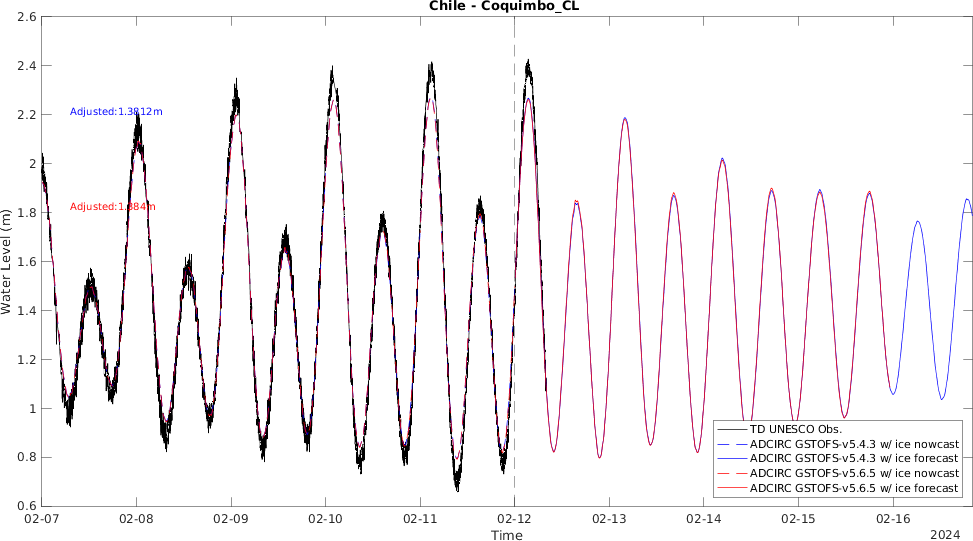 Chile - Coquimbo_CL
2.6
2.4
2.2
2
1.8
1.6
1.4
1.2
1
0.8
0.6
Water Level (m)
Adjusted:1.3812m
Adjusted:1.384m
TD UNESCO Obs.
ADCIRC GSTOFS-v5.4.3 w/ ice nowcast
ADCIRC GSTOFS-v5.4.3 w/ ice forecast
ADCIRC GSTOFS-v5.6.5 w/ ice nowcast
ADCIRC GSTOFS-v5.6.5 w/ ice forecast
02-07 02-08 02-09 02-10 02-11 02-12 02-13 02-14 02-15 02-16
Time
2024